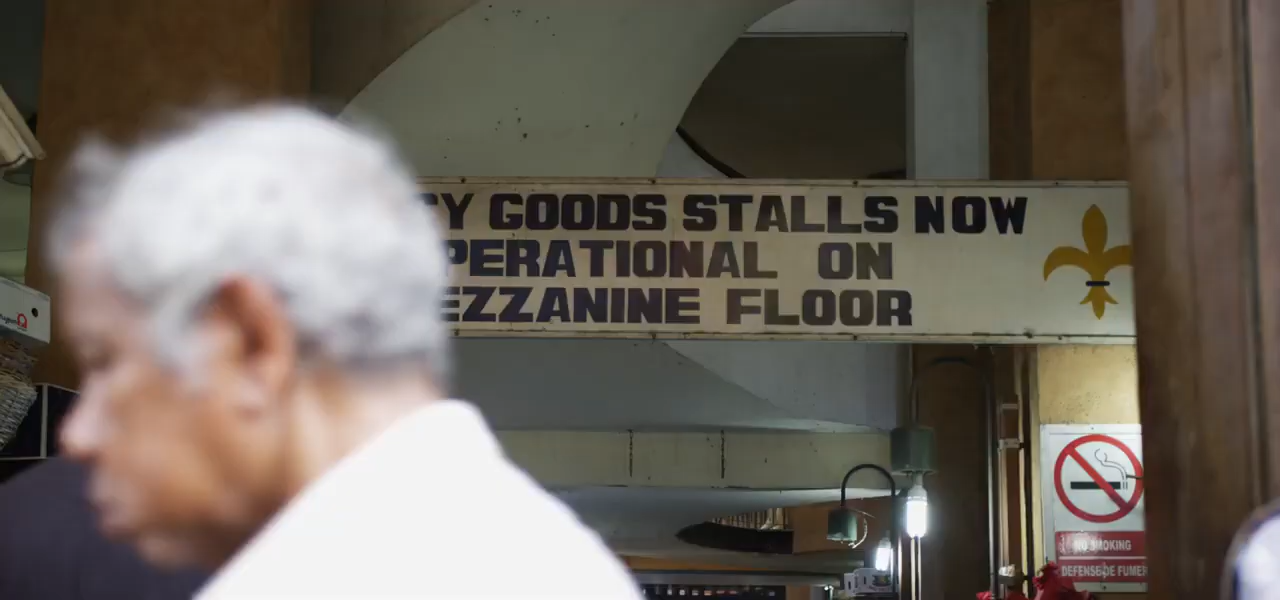 Y GOODS STALLS NOW
PERATIONAL ON
EZZANINE FLOOR
NO SMOKING
DEFENSE DE FUMER